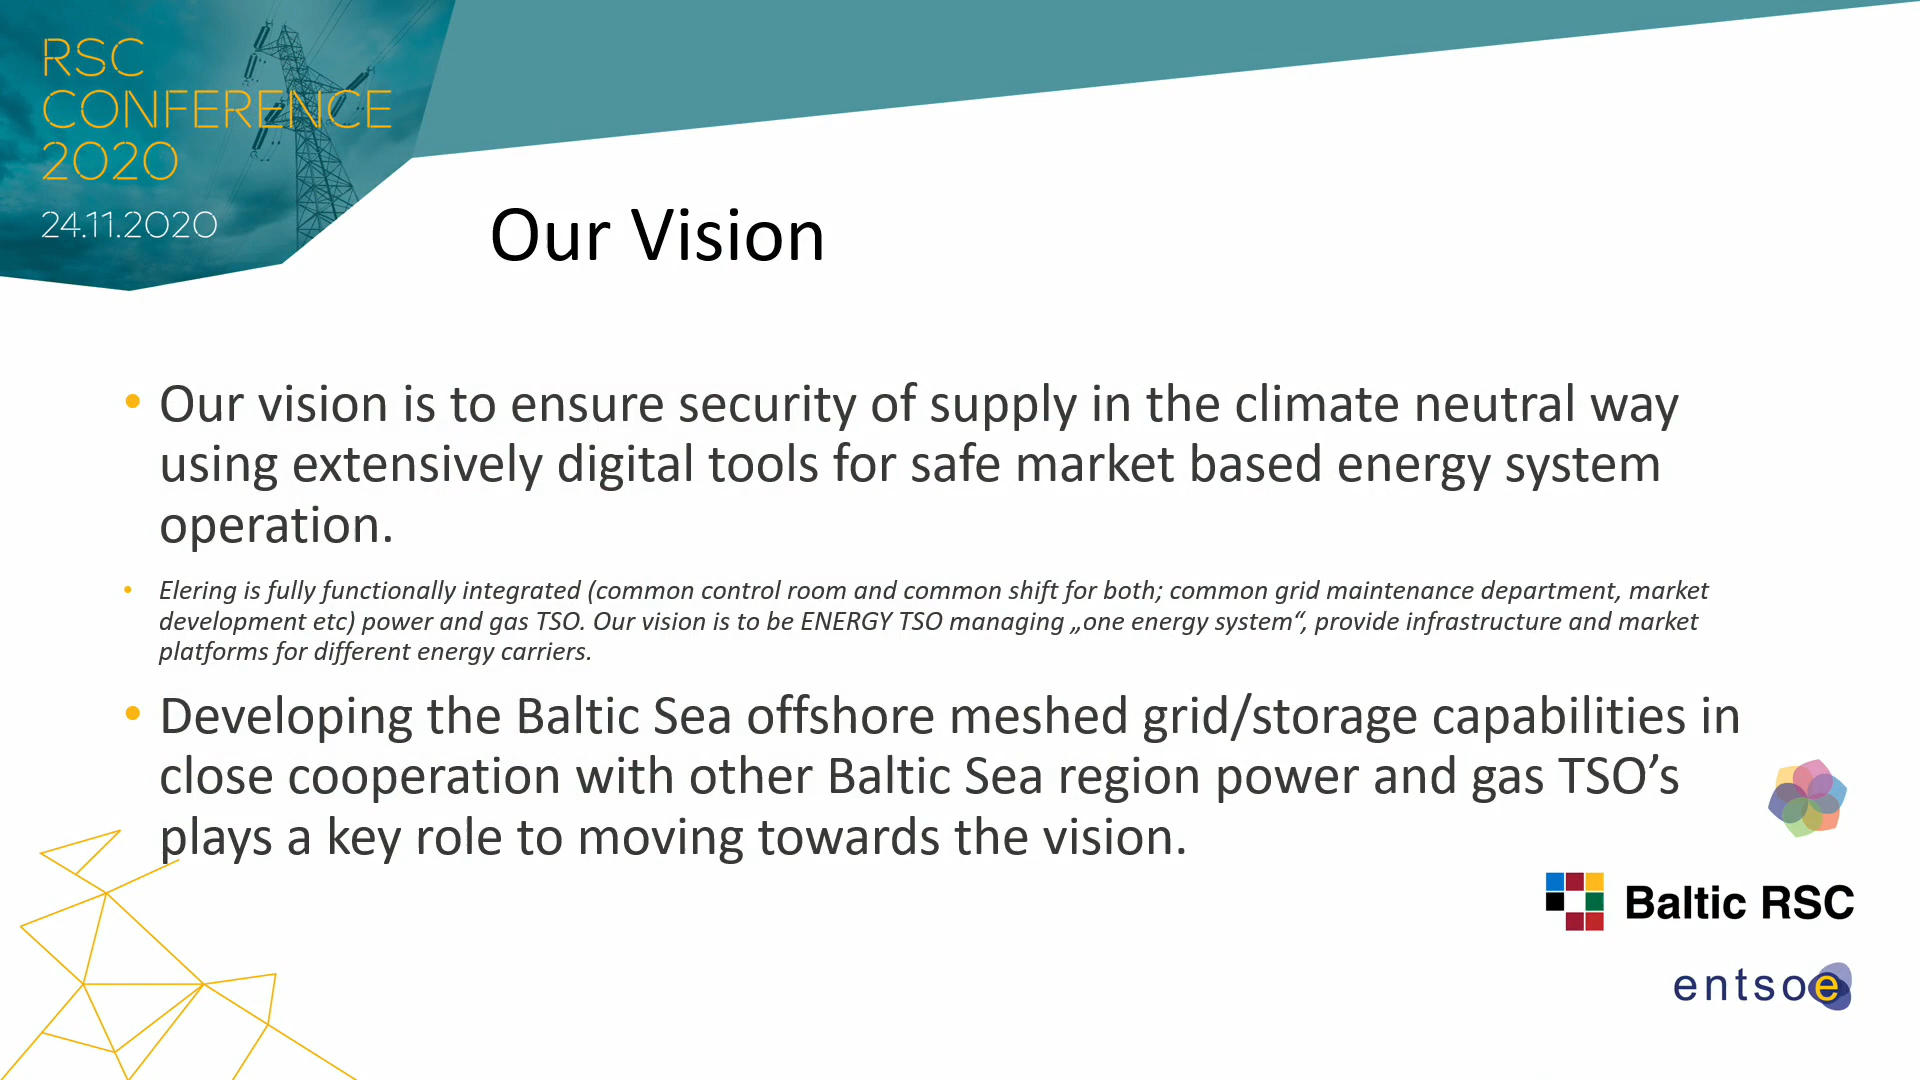 RSC
CONFERENCE
2020
24.11.2020
Our Vision
• Our vision is to ensure security of supply in the climate neutral way
using extensively digital tools for safe market based energy system
operation.
• Elering is fully functionally integrated (common control room and common shift for both; common grid maintenance department, market
development etc) power and gas TSO. Our vision is to be ENERGY TSO managing „one energy system“, provide infrastructure and market
platforms for different energy carriers.
• Developing the Baltic Sea offshore meshed grid/storage capabilities in
close cooperation with other Baltic Sea region power and gas TSO’s
plays a key role to moving towards the vision.
Baltic RSC
entsoe